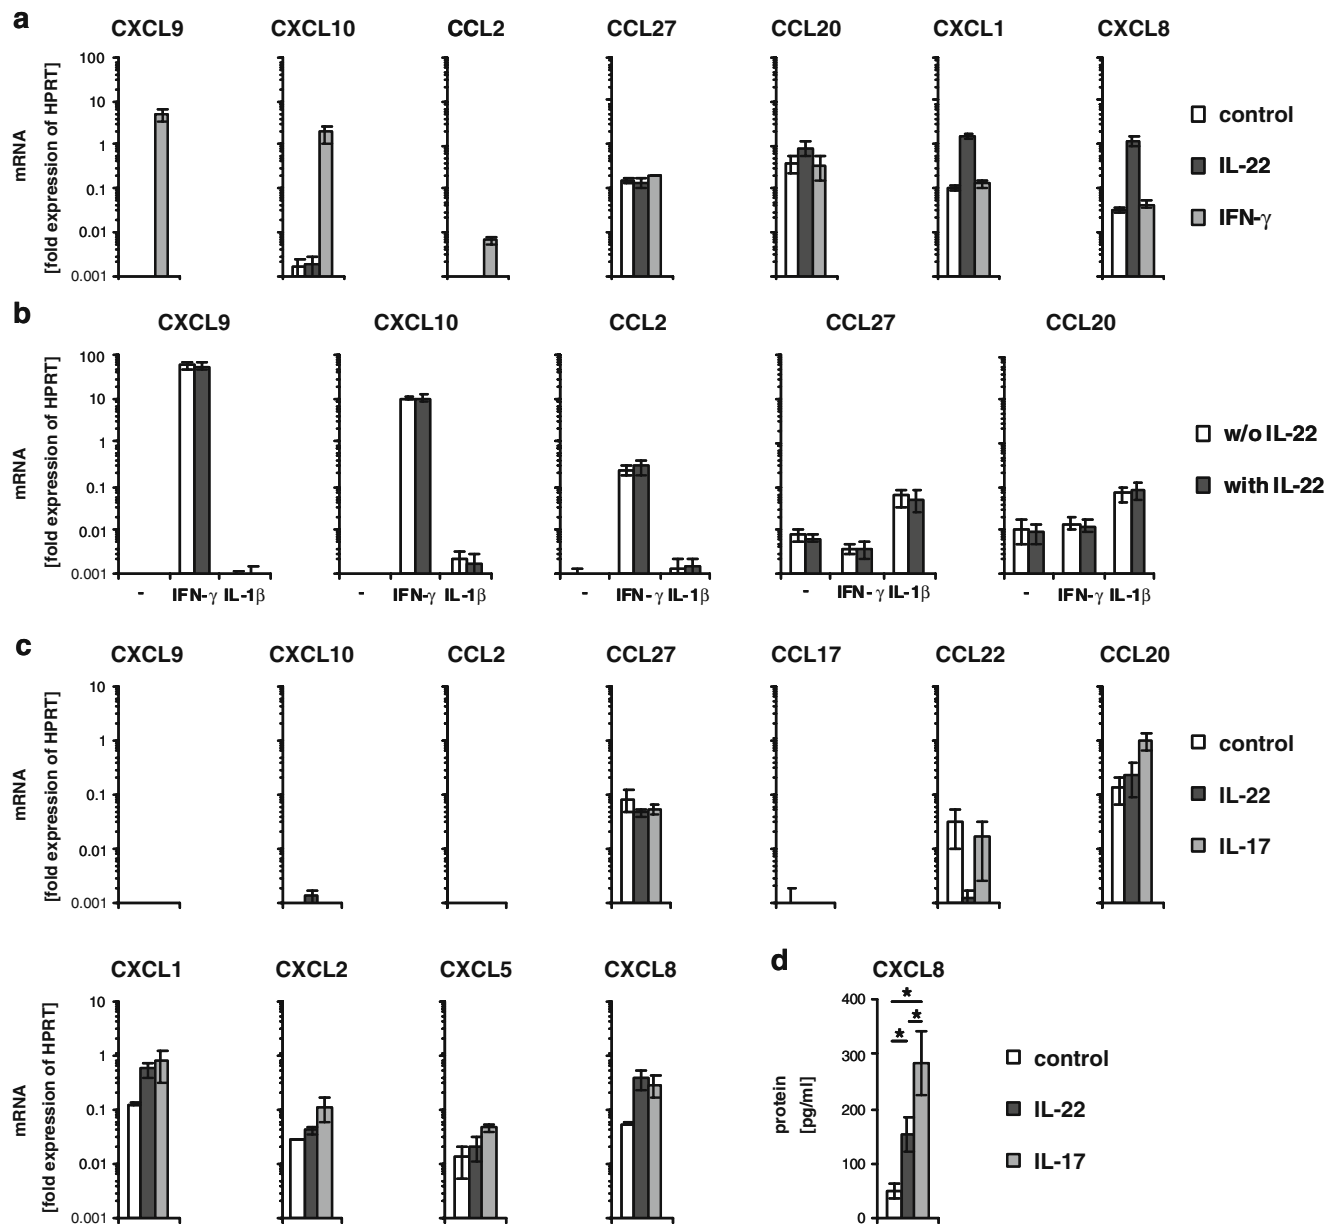 a
CXCL9 CXCL10 CCL2 CCL27 CCL20 CXCL1 CXCL8
mRNA
[fold expression of HPRT]
100
10
1
0.1
0.01
0.001
control
IL-22
IFN-γ
b
CXCL9 CXCL10 CCL2 CCL27 CCL20
mRNA
[fold expression of HPRT]
100
10
1
0.1
0.01
0.001
- IFN-γ IL-1β - IFN-γ IL-1β - IFN-γ IL-1β - IFN-γ IL-1β - IFN-γ IL-1β
w/o IL-22
with IL-22
c
CXCL9 CXCL10 CCL2 CCL27 CCL17 CCL22 CCL20
mRNA
[fold expression of HPRT]
10
1
0.1
0.01
0.001
control
IL-22
IL-17
CXCL1 CXCL2 CXCL5 CXCL8
mRNA
[fold expression of HPRT]
10
1
0.1
0.01
0.001
d
CXCL8
protein
[pg/ml]
400
300
200
100
0
*
*
*
control
IL-22
IL-17